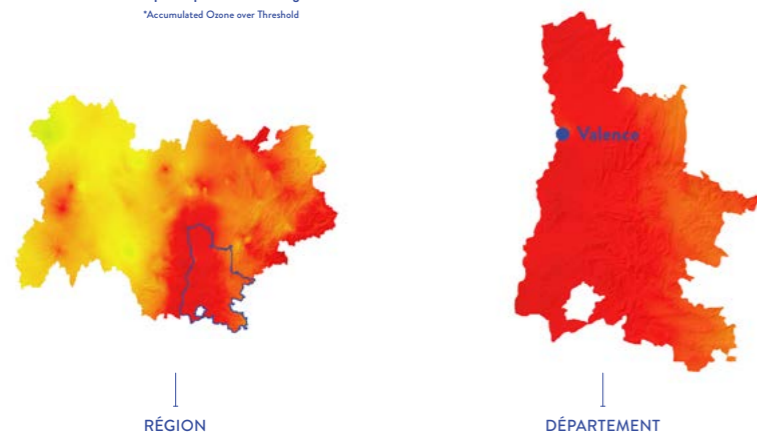 *Accumulated Ozone over Threshold
Valence
RÉGION
DÉPARTEMENT